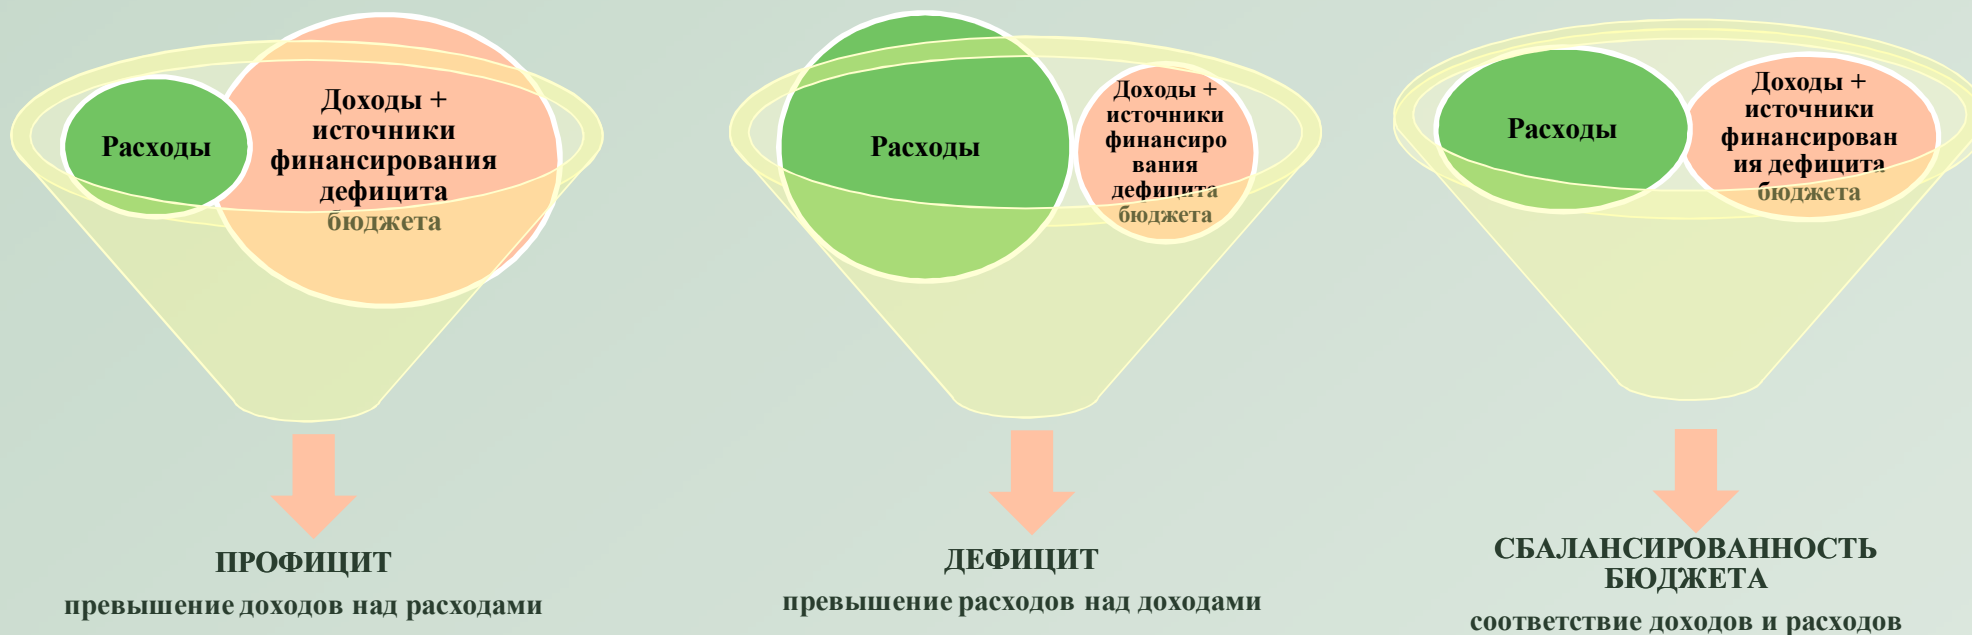 Расходы
Доходы +
источники
финансирования
дефицита
бюджета
ПРОФИЦИТ
превышение доходов над расходами
Расходы
Доходы +
источники
финансиро
вания
дефицита
бюджета
ДЕФИЦИТ
превышение расходов над доходами
Расходы
Доходы +
источники
финансирован
ия дефицита
бюджета
СБАЛАНСИРОВАННОСТЬ
БЮДЖЕТА
соответствие доходов и расходов